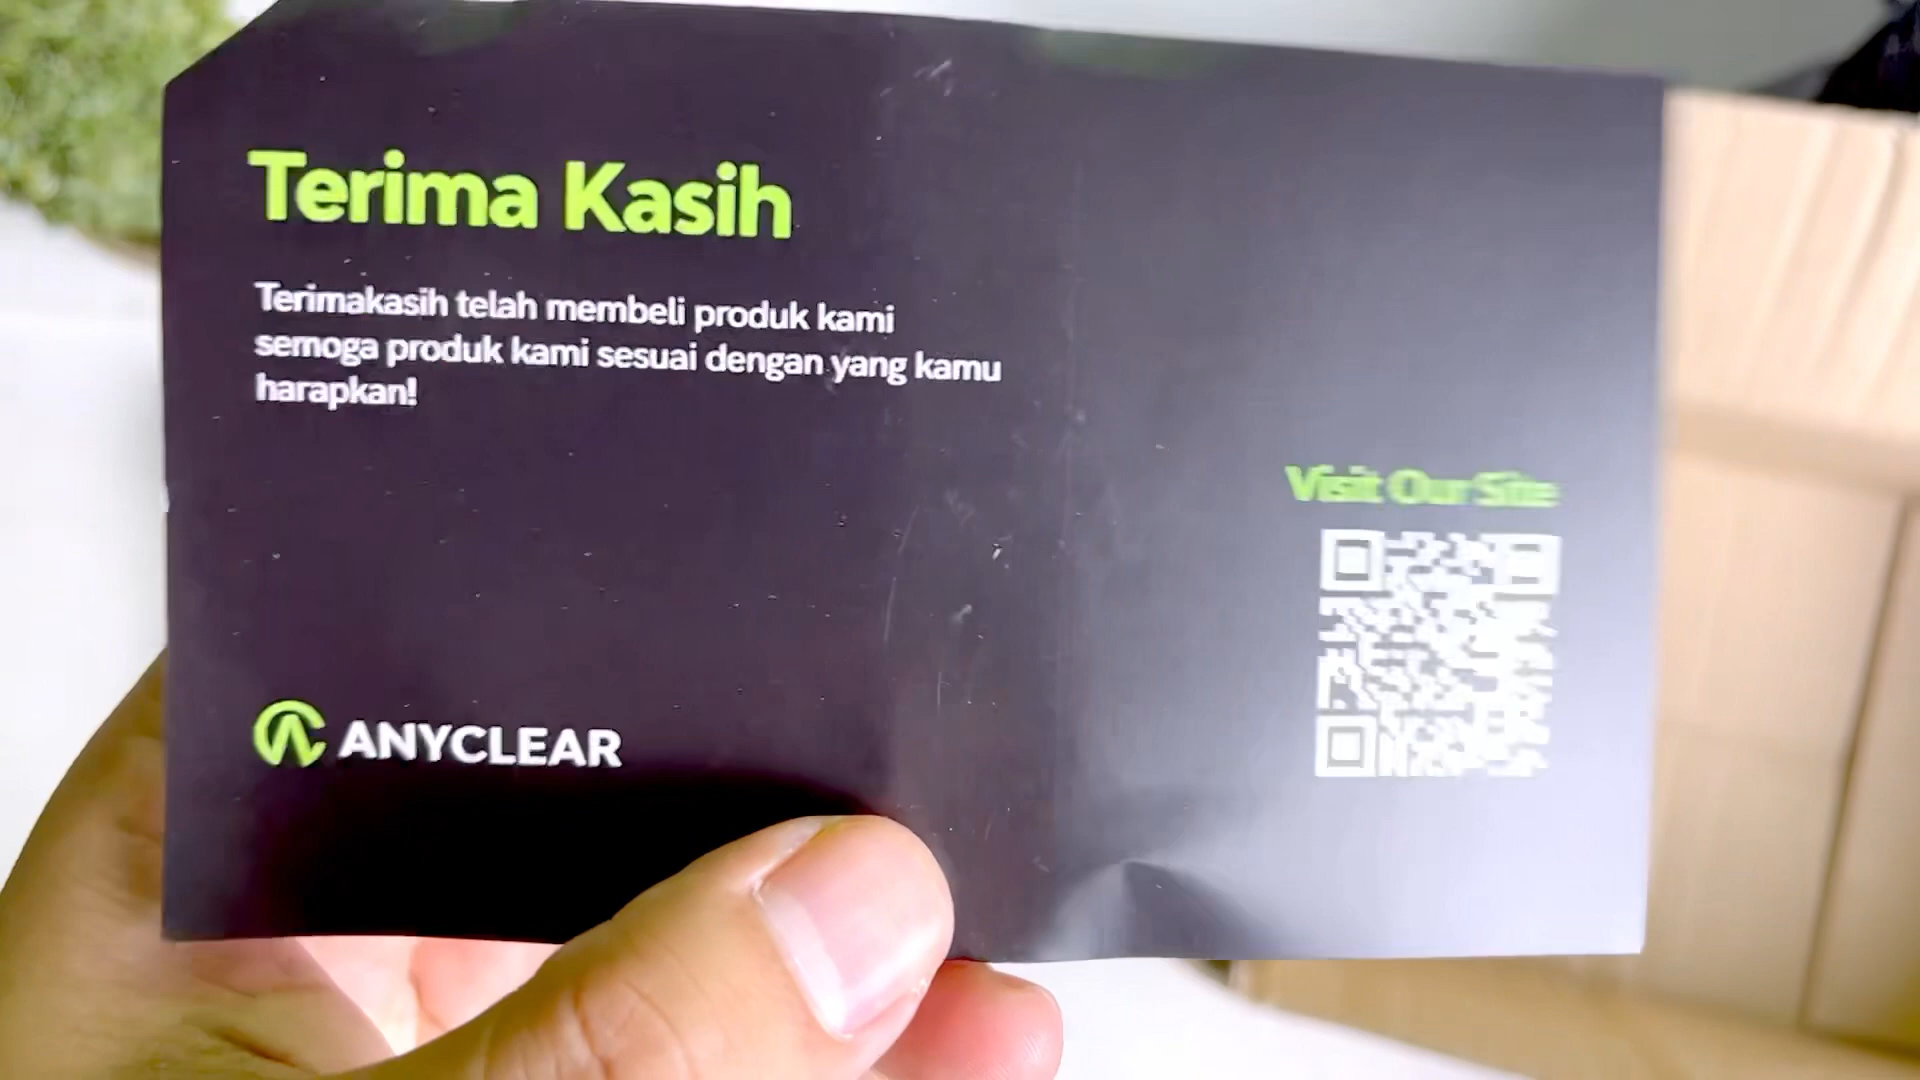 Terima Kasih
Terimakasih telah membeli produk kami
semoga produk kami sesuai dengan yang kamu
harapkan!
Visit Our Site
ANYCLEAR